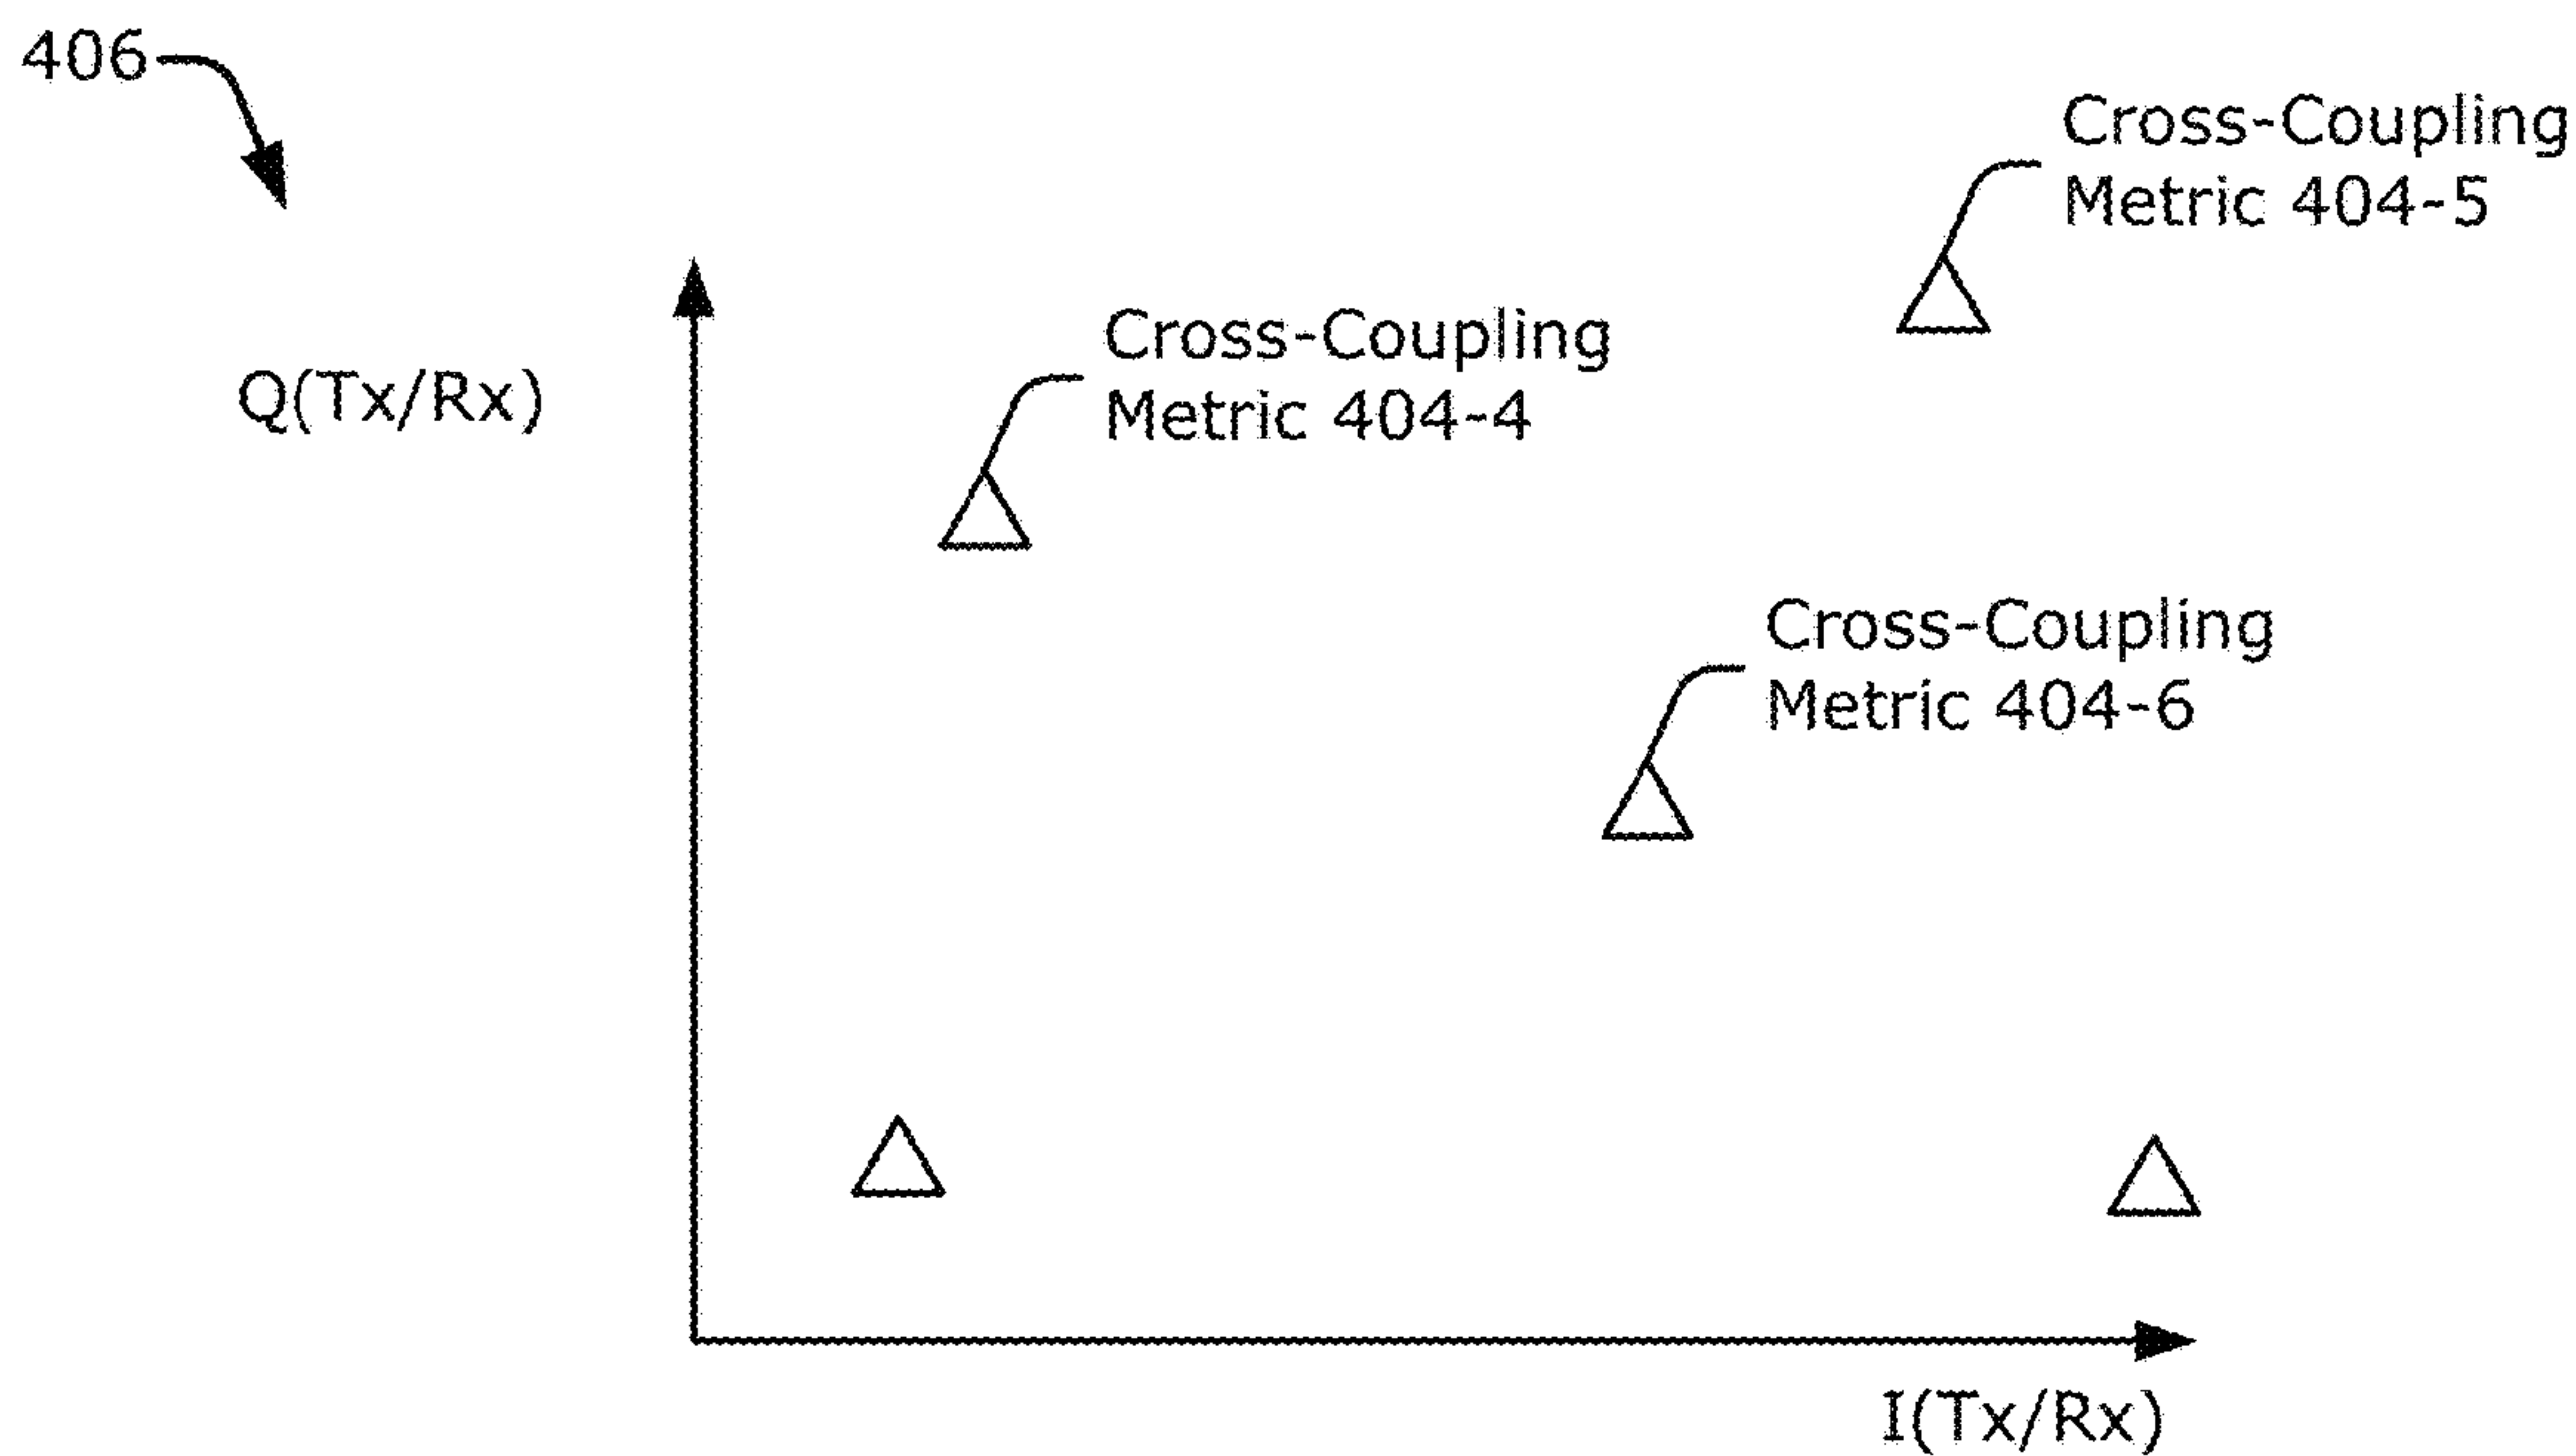 406
Cross-Coupling
Metric 404-5
Cross-Coupling
Metric 404-4
Q(Tx/Rx)
Cross-Coupling
Metric 404-6
I(Tx/Rx)